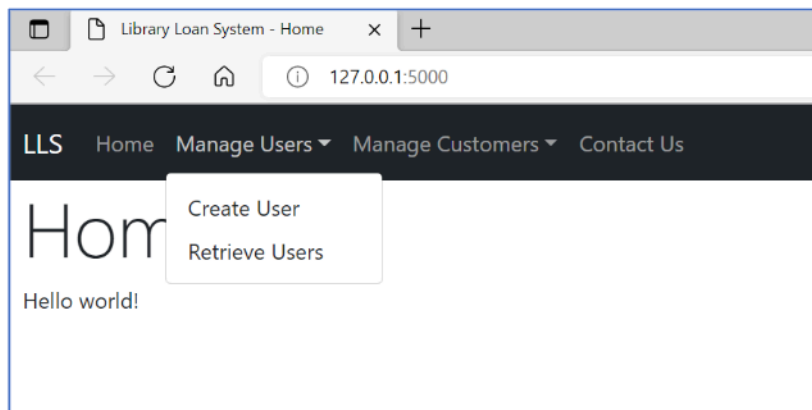 Library Loan System - Home
127.0.0.1:5000
LLS Home Manage Users Manage Customers Contact Us
Create User
Retrieve Users
Hom
Hello world!